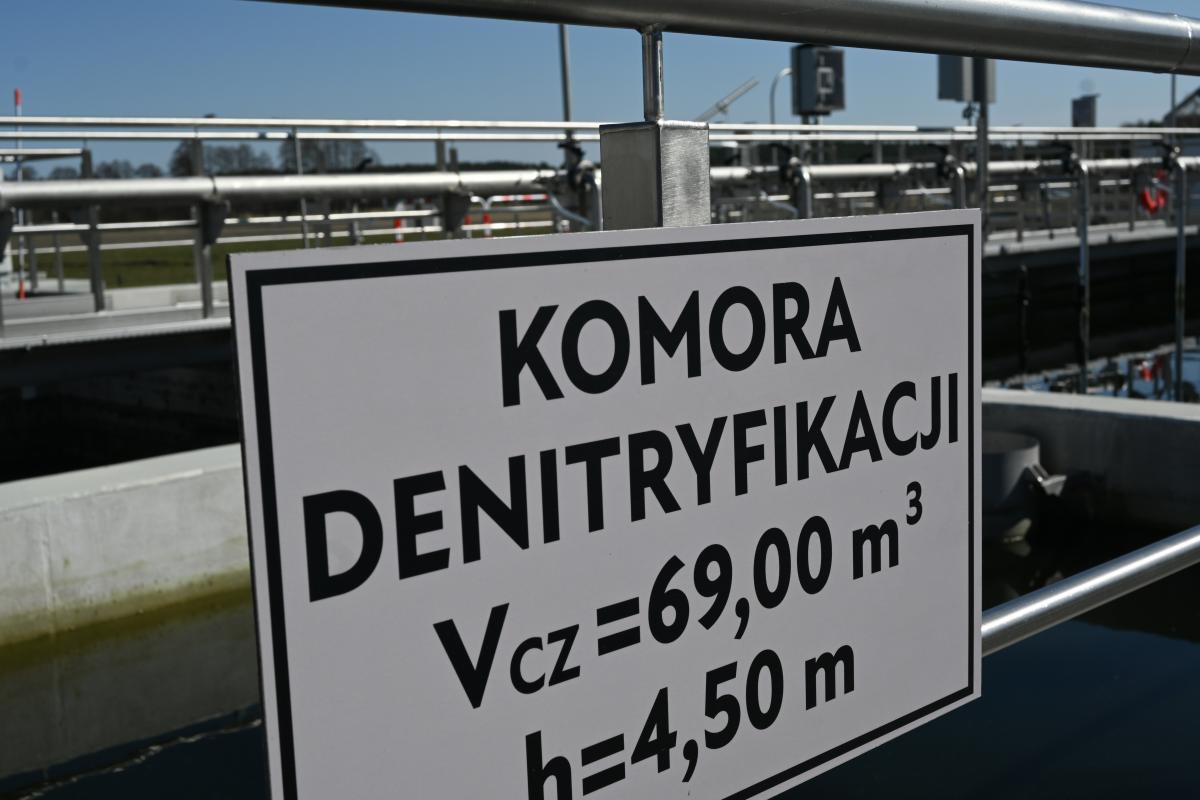 KOMORA
DENITRYFIKACJI
Vcz=69,00 m³
h=4,50 m